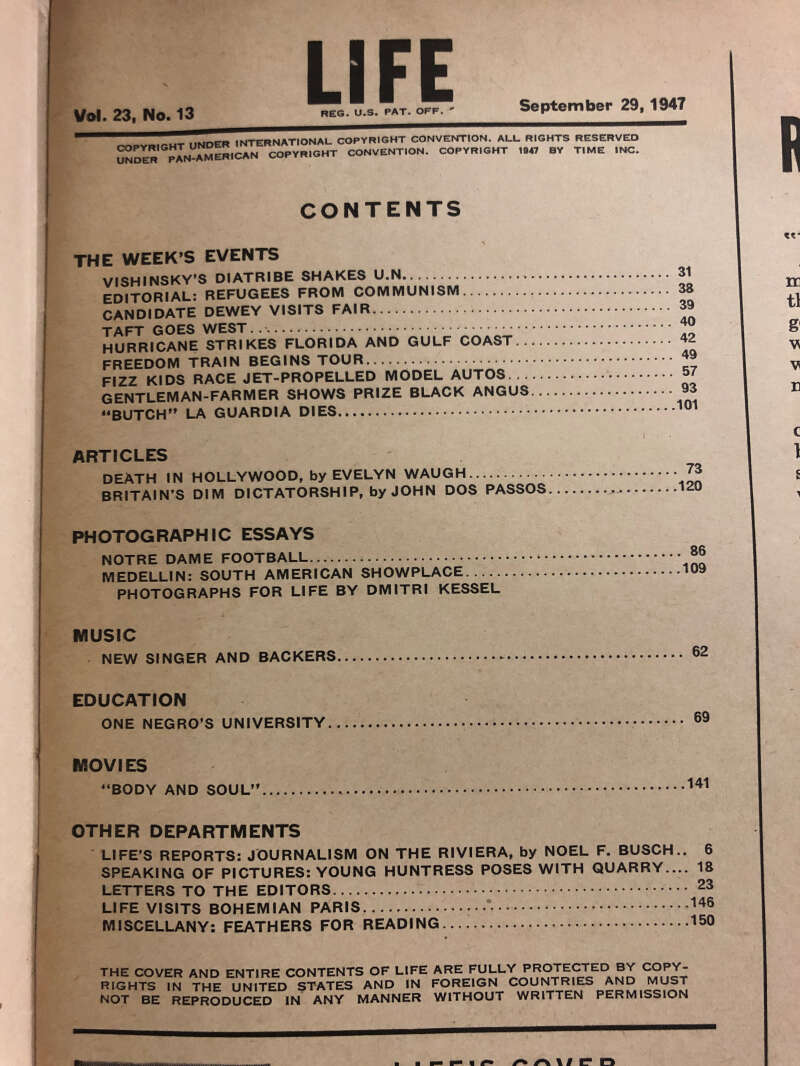 LIFE
REG. U.S. PAT. OFF.
Vol. 23, No. 13
September 29, 1947
COPYRIGHT UNDER INTERNATIONAL COPYRIGHT CONVENTION. ALL RIGHTS RESERVED
UNDER PAN-AMERICAN COPYRIGHT CONVENTION. COPYRIGHT 1947 BY TIME INC.
CONTENTS
THE WEEK'S EVENTS
VISHINSKY'S DIATRIBE SHAKES U.N. 31
EDITORIAL: REFUGEES FROM COMMUNISM 38
CANDIDATE DEWEY VISITS FAIR 39
TAFT GOES WEST 40
HURRICANE STRIKES FLORIDA AND GULF COAST 42
FREEDOM TRAIN BEGINS TOUR 49
FIZZ KIDS RACE JET-PROPELLED MODEL AUTOS 57
GENTLEMAN-FARMER SHOWS PRIZE BLACK ANGUS 93
"BUTCH" LA GUARDIA DIES 101
ARTICLES
DEATH IN HOLLYWOOD, by EVELYN WAUGH 73
BRITAIN'S DIM DICTATORSHIP, by JOHN DOS PASSOS 120
PHOTOGRAPHIC ESSAYS
NOTRE DAME FOOTBALL 86
MEDELLIN: SOUTH AMERICAN SHOWPLACE 109
PHOTOGRAPHS FOR LIFE BY DMITRI KESSEL
MUSIC
NEW SINGER AND BACKERS 62
EDUCATION
ONE NEGRO'S UNIVERSITY 69
MOVIES
"BODY AND SOUL" 141
OTHER DEPARTMENTS
LIFE'S REPORTS: JOURNALISM ON THE RIVIERA, by NOEL F. BUSCH 6
SPEAKING OF PICTURES: YOUNG HUNTRESS POSES WITH QUARRY 18
LETTERS TO THE EDITORS 23
LIFE VISITS BOHEMIAN PARIS 146
MISCELLANY: FEATHERS FOR READING 150
THE COVER AND ENTIRE CONTENTS OF LIFE ARE FULLY PROTECTED BY COPY-
RIGHTS IN THE UNITED STATES AND IN FOREIGN COUNTRIES AND MUST
NOT BE REPRODUCED IN ANY MANNER WITHOUT WRITTEN PERMISSION
LIFE'S COVER